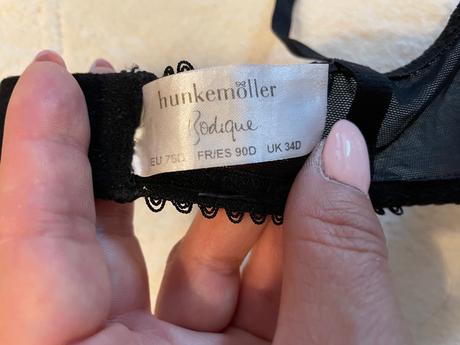 hunkemöller
Bodique
EU 75D FR/ES 90D UK 34D